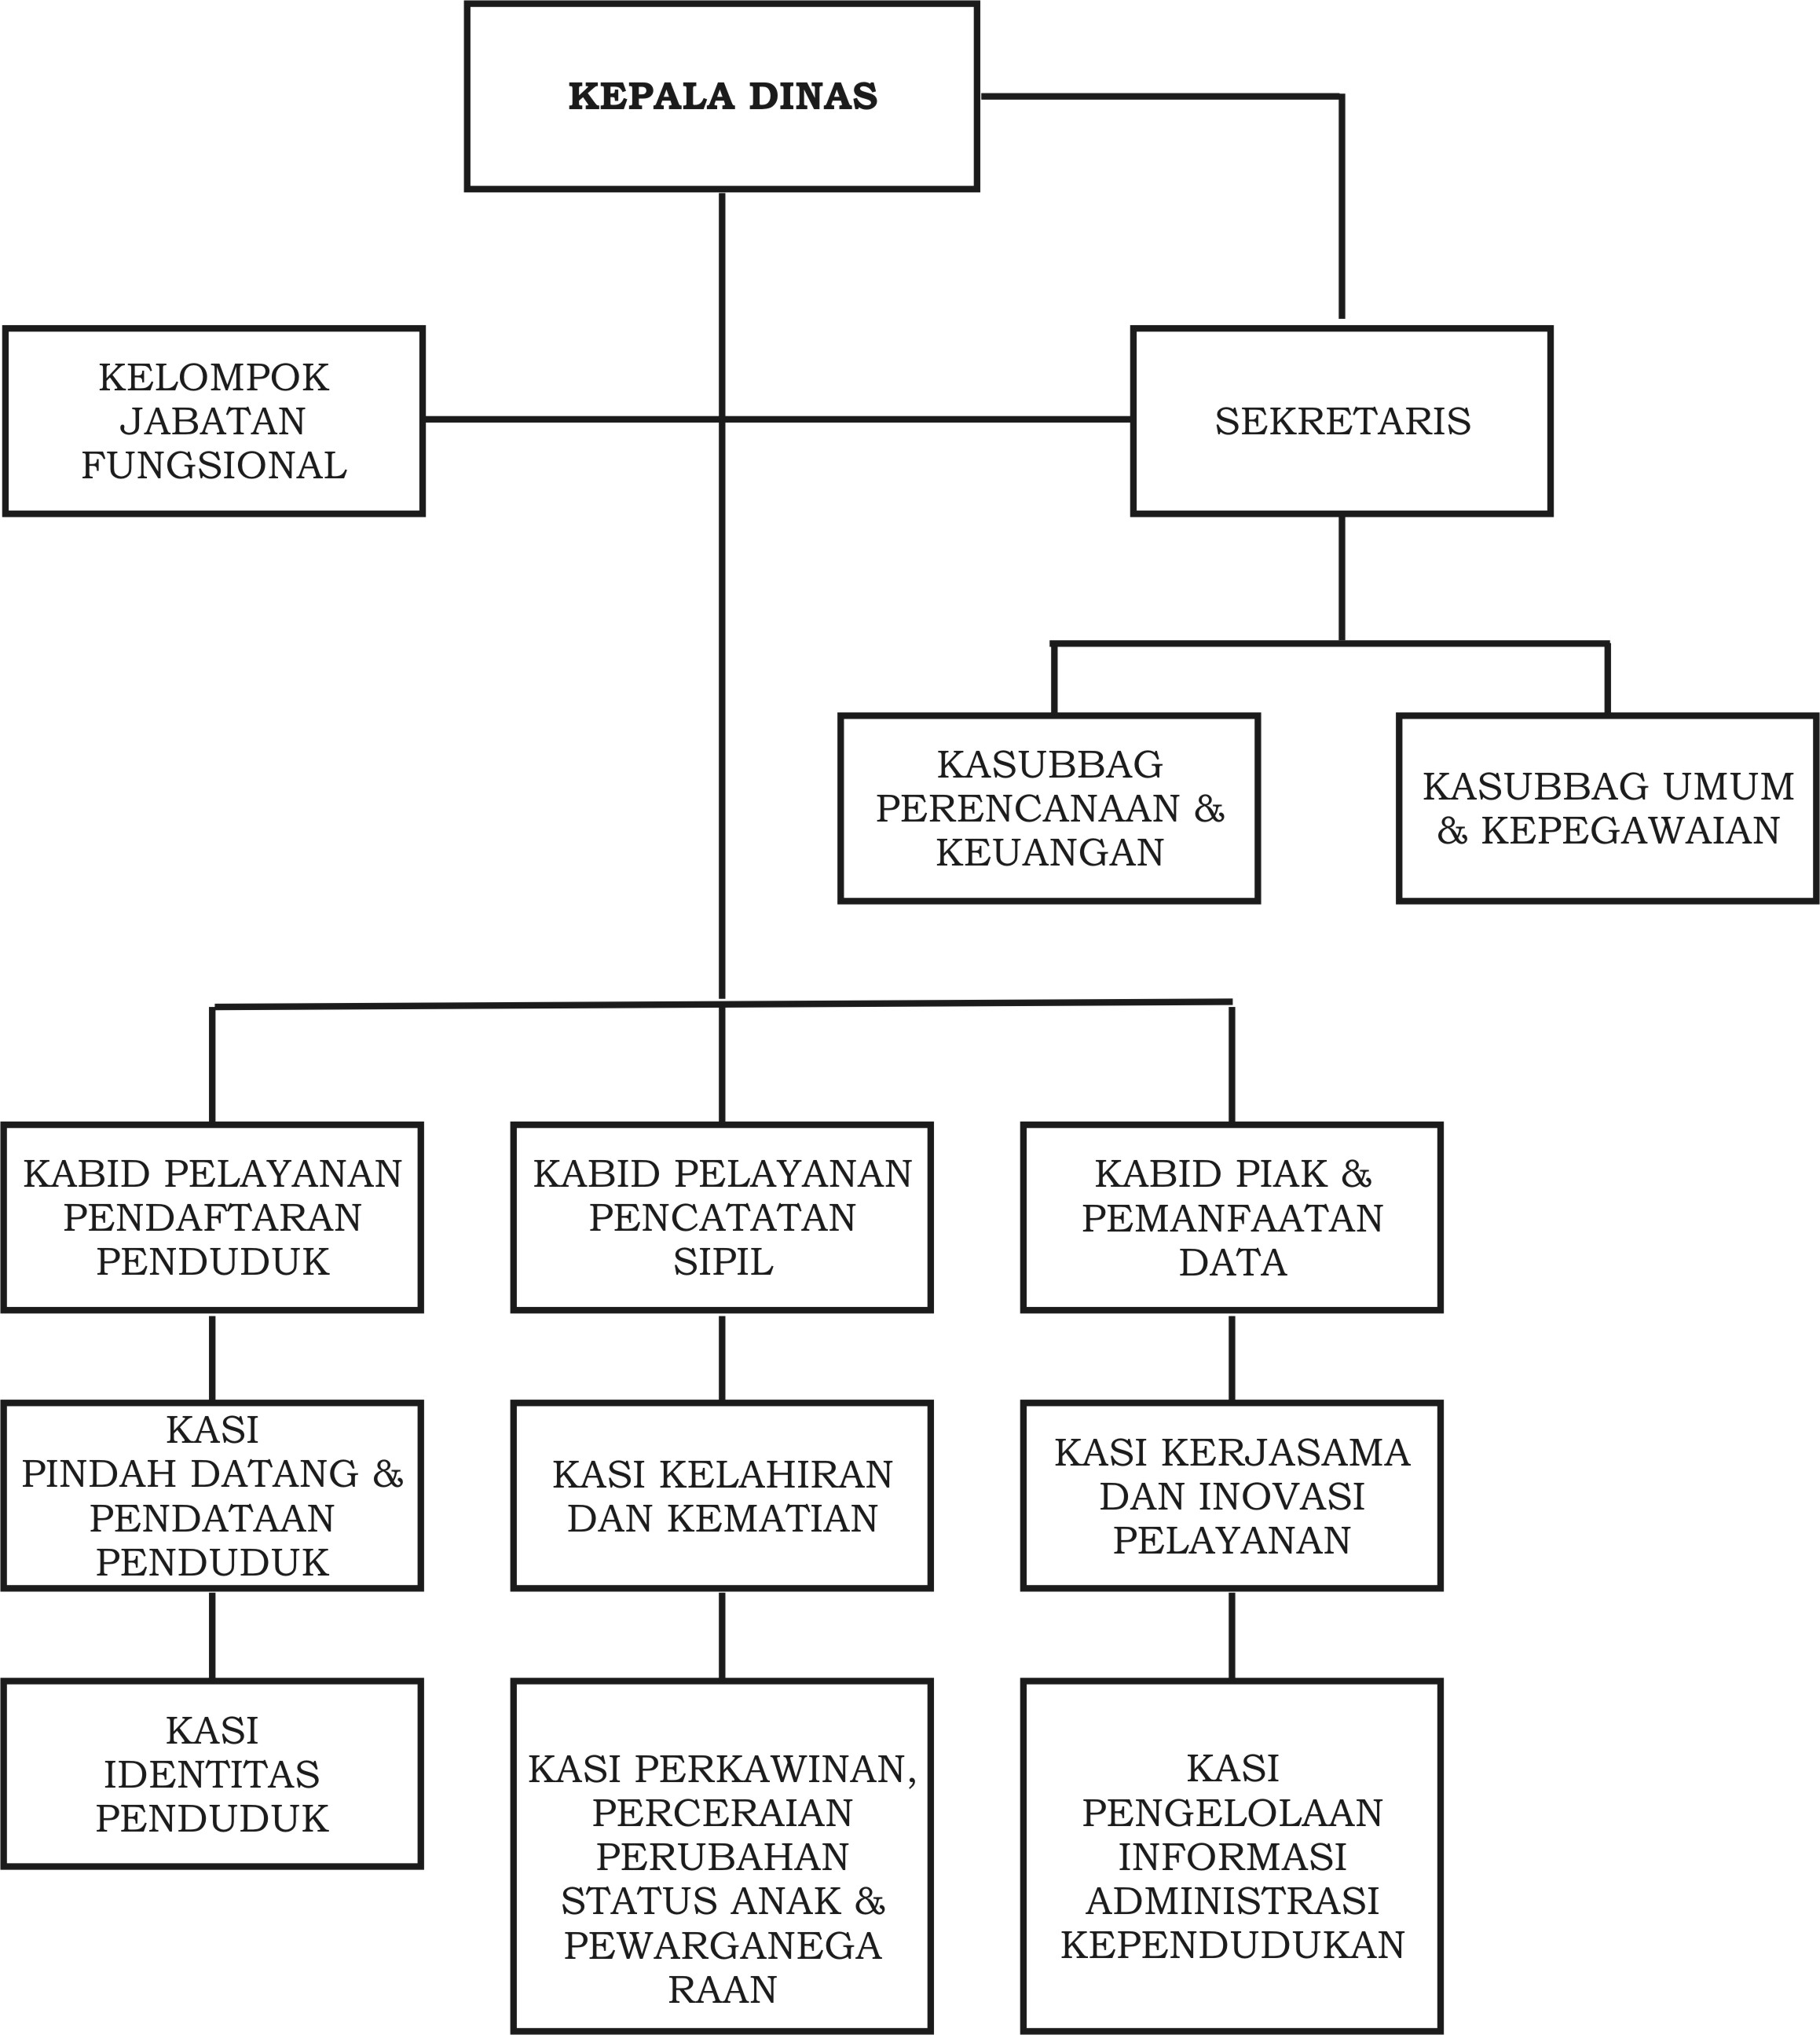 KEPALA DINAS
KELOMPOK
JABATAN
FUNGSIONAL
SEKRETARIS
KASUBBAG
PERENCANAAN &
KEUANGAN
KASUBBAG UMUM
& KEPEGAWAIAN
KABID PELAYANAN
PENDAFTARAN
PENDUDUK
KABID PELAYANAN
PENCATATAN
SIPIL
KABID PIAK &
PEMANFAATAN
DATA
KASI
PINDAH DATANG &
PENDATAAN
PENDUDUK
KASI KELAHIRAN
DAN KEMATIAN
KASI KERJASAMA
DAN INOVASI
PELAYANAN
KASI
IDENTITAS
PENDUDUK
KASI PERKAWINAN,
PERCERAIAN
PERUBAHAN
STATUS ANAK &
PEWARGANEGA
RAAN
KASI
PENGELOLAAN
INFORMASI
ADMINISTRASI
KEPENDUDUKAN